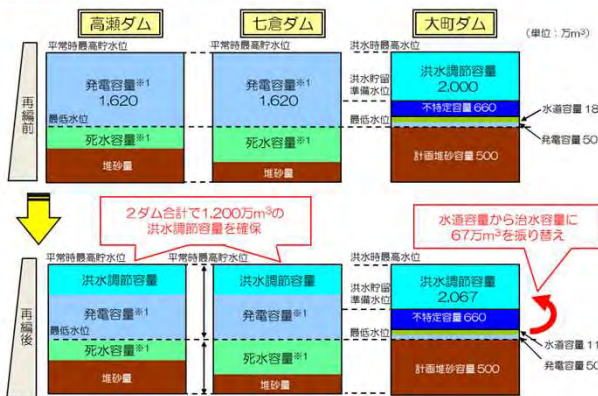 高瀬ダム
七倉ダム
大町ダム
(単位:万m³)
平常時最高貯水位
平常時最高貯水位
洪水時最高水位
再編前
発電容量※1
1,620
発電容量※1
1,620
洪水調節容量
2,000
洪水貯留
準備水位
不特定容量 660
最低水位
最低水位
水道容量 18
発電容量 50
死水容量※1
死水容量※1
堆砂量
堆砂量
計画堆砂容量 500
2ダム合計で1,200万m³の
洪水調節容量を確保
水道容量から治水容量に
67万m³を振り替え
平常時最高貯水位
平常時最高貯水位
洪水時最高水位
再編後
洪水調節容量
洪水調節容量
洪水調節容量
2,067
発電容量※1
発電容量※1
洪水貯留
準備水位
不特定容量 660
最低水位
最低水位
水道容量 11
発電容量 50
死水容量※1
死水容量※1
堆砂量
堆砂量
計画堆砂容量 500